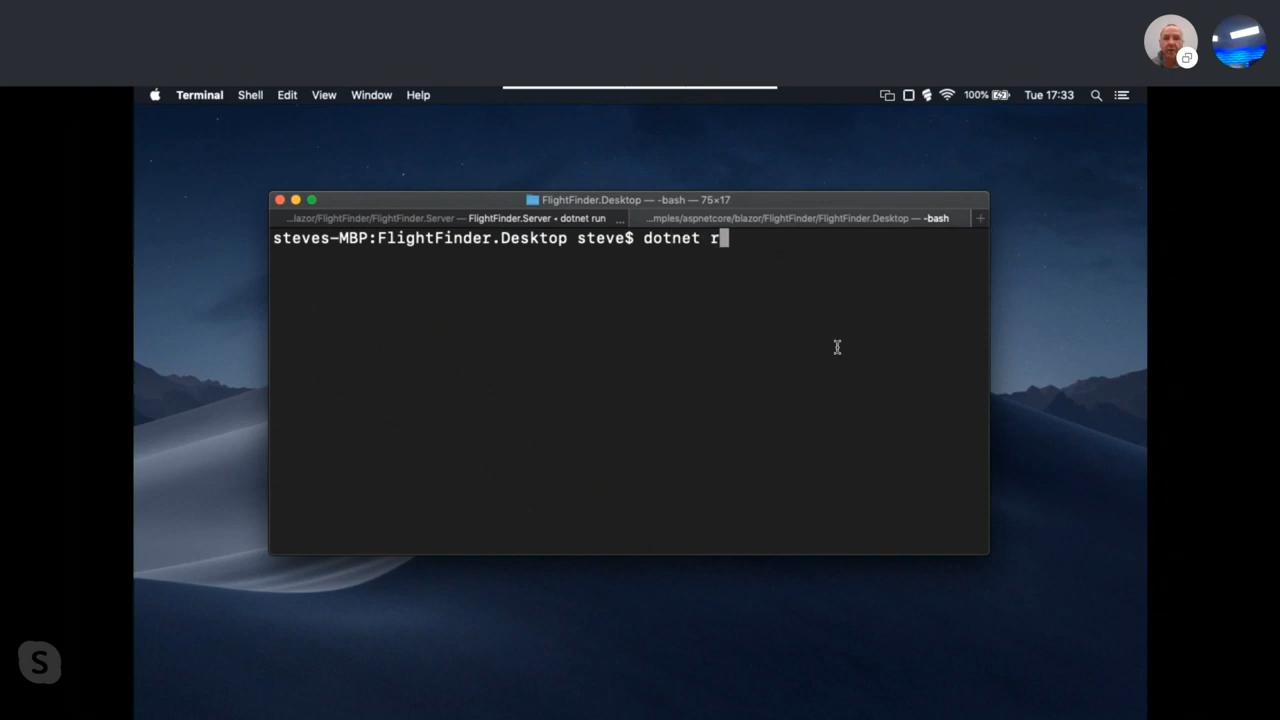 Terminal Shell Edit View Window Help 100% Tue 17:33
FlightFinder.Desktop — -bash — 75×17
...lazor/FlightFinder/FlightFinder.Server — FlightFinder.Server • dotnet run ... ...mples/aspnetcore/blazor/FlightFinder/FlightFinder.Desktop — -bash +
steves-MBP:FlightFinder.Desktop steve$ dotnet r
S